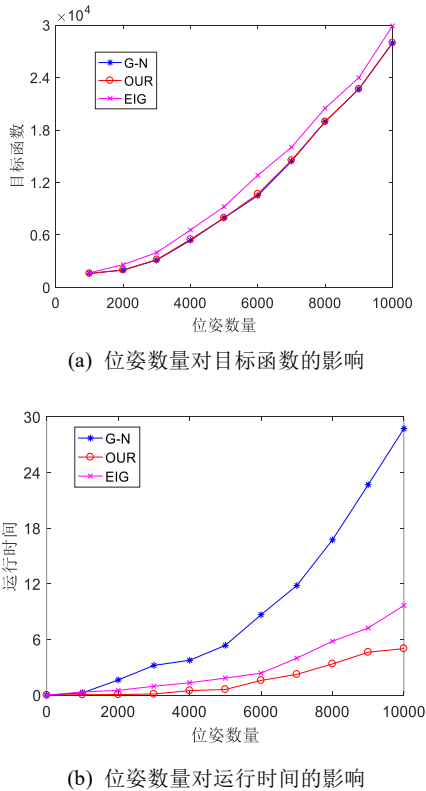 ×10⁴
3
2.4
1.8
1.2
0.6
0
目标函数
G-N
OUR
EIG
0 2000 4000 6000 8000 10000
位姿数量
(a) 位姿数量对目标函数的影响
30
24
18
12
6
0
运行时间
G-N
OUR
EIG
0 2000 4000 6000 8000 10000
位姿数量
(b) 位姿数量对运行时间的影响